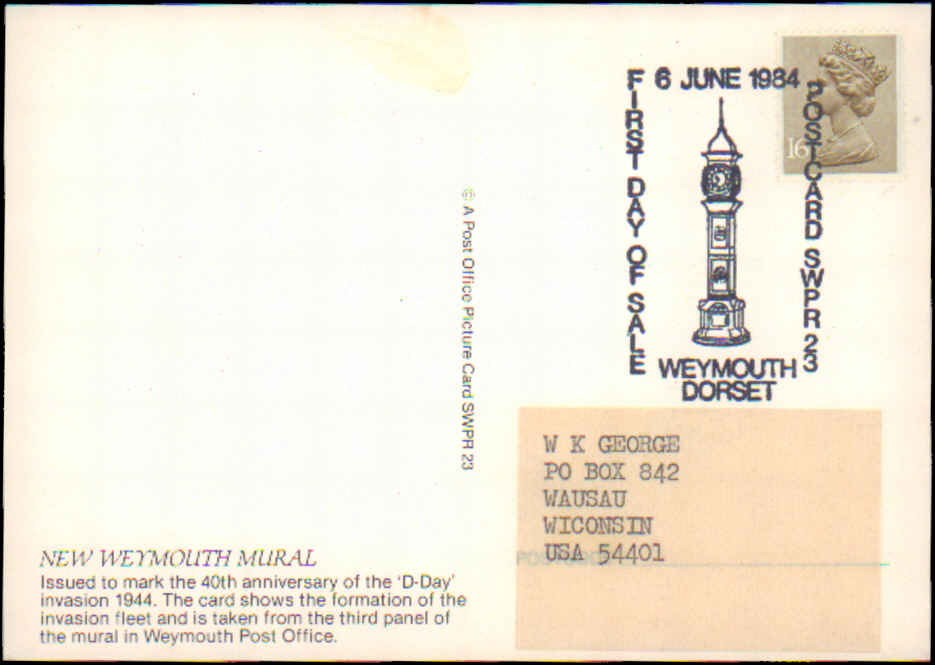 6 JUNE 1984
FIRST DAY OF SALE
POSTCARD SWPR 23
16
WEYMOUTH
DORSET
© A Post Office Picture Card SWPR 23
W K GEORGE
PO BOX 842
WAUSAU
WICONSIN
USA 54401
NEW WEYMOUTH MURAL
Issued to mark the 40th anniversary of the 'D-Day'
invasion 1944. The card shows the formation of the
invasion fleet and is taken from the third panel of
the mural in Weymouth Post Office.